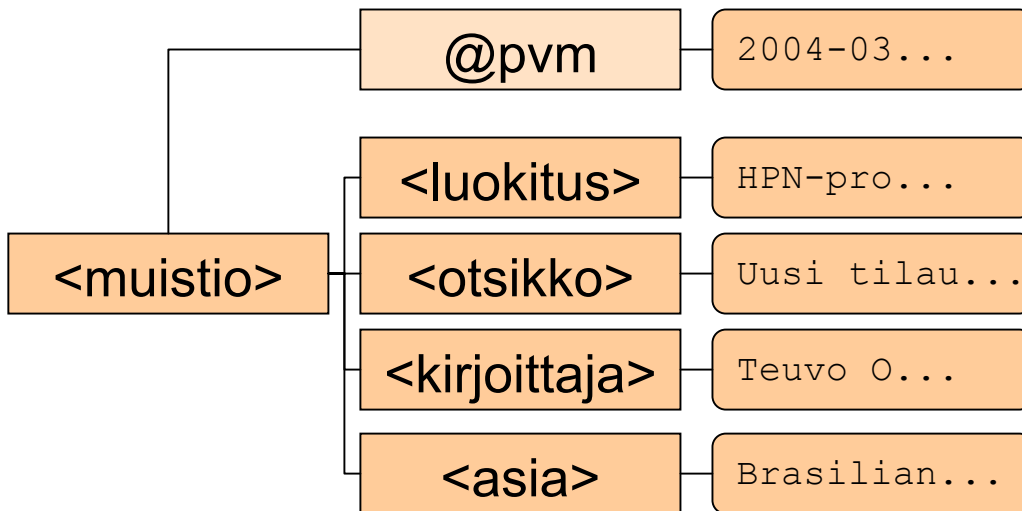 @pvm
2004-03...
<luokitus>
HPN-pro...
<muistio>
<otsikko>
Uusi tilau...
<kirjoittaja>
Teuvo O...
<asia>
Brasilian...